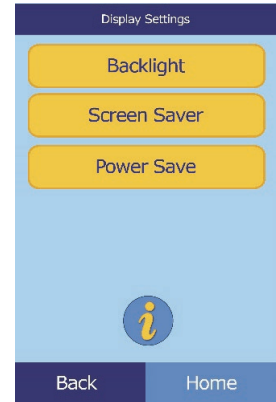 Display Settings
Backlight
Screen Saver
Power Save
i
Back Home